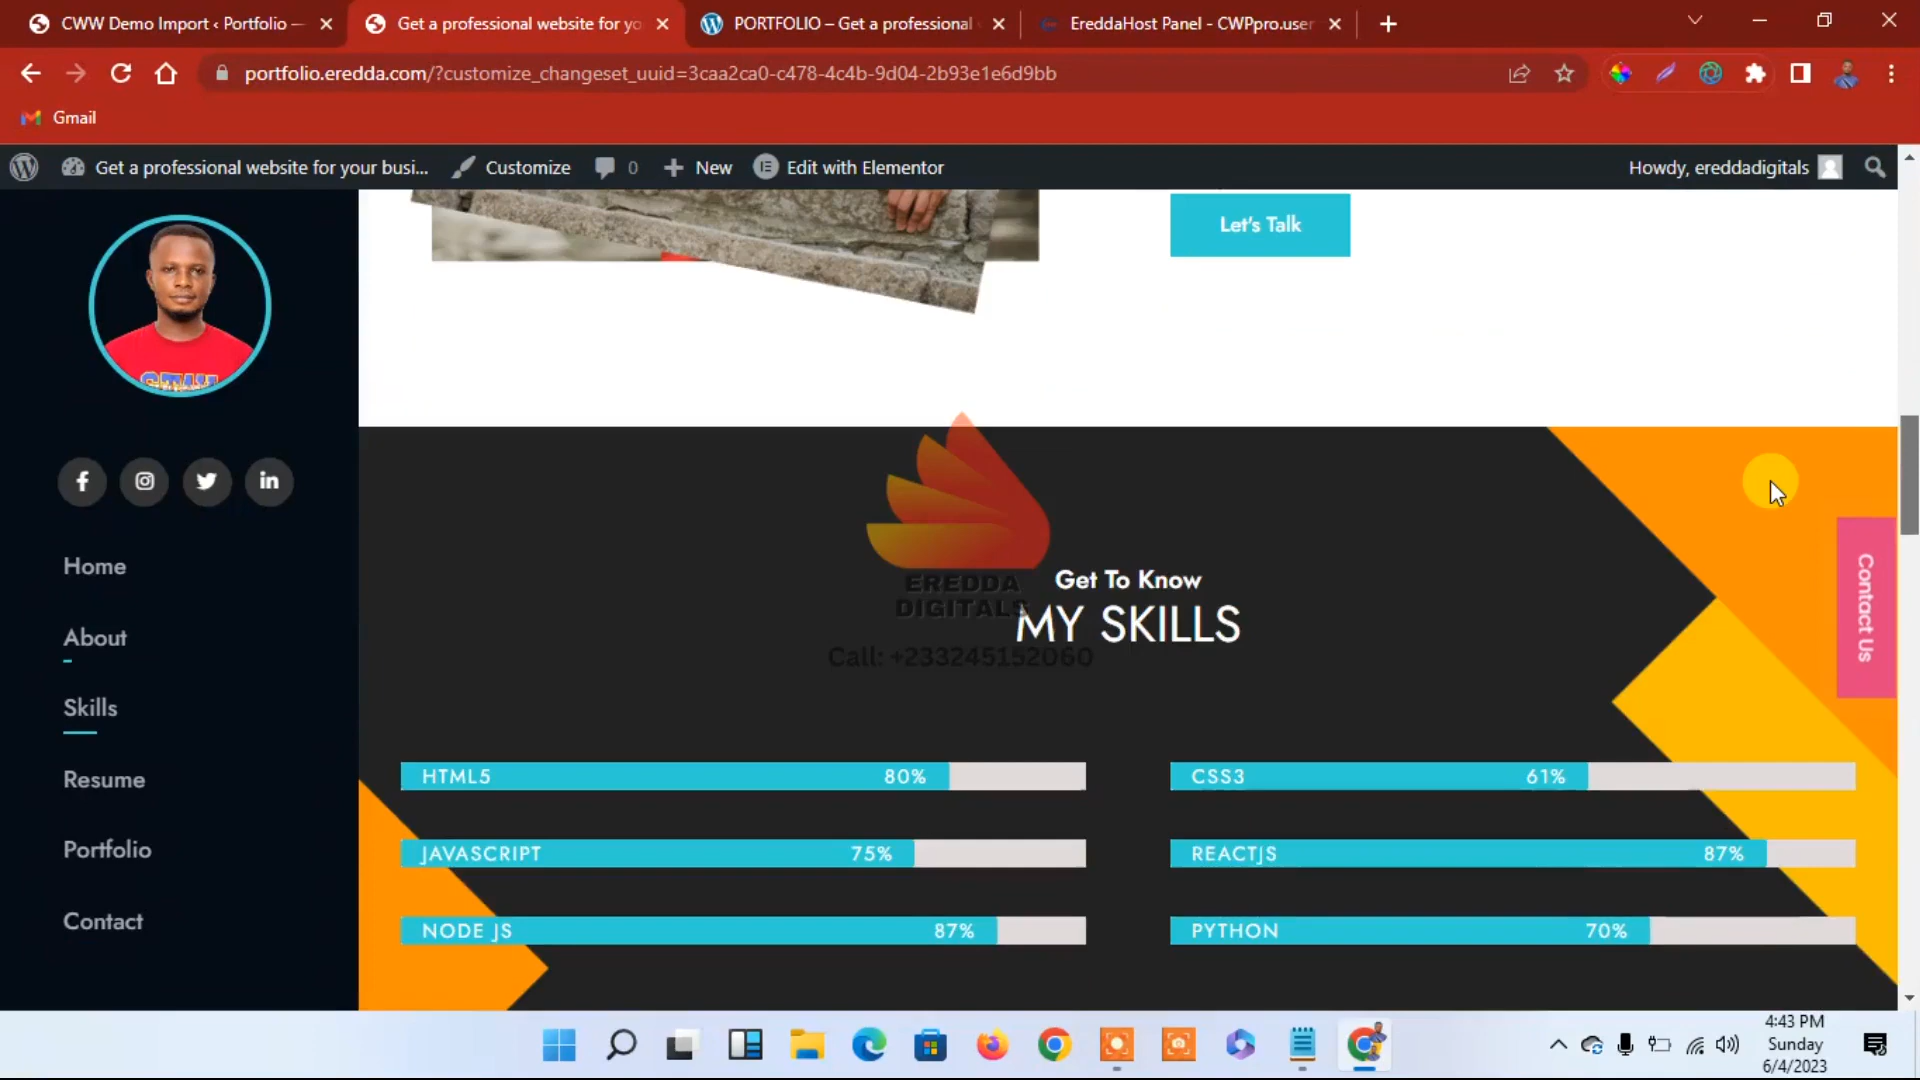 CWW Demo Import ‹ Portfolio —
Get a professional website for yo
PORTFOLIO – Get a professional
EreddaHost Panel - CWPpro.user
portfolio.eredda.com/?customize_changeset_uuid=3caa2ca0-c478-4c4b-9d04-2b93e1e6d9bb
Gmail
Get a professional website for your busi...
Customize
0
New
Edit with Elementor
Howdy, ereddadigitals
Let's Talk
Home
About
Skills
Resume
Portfolio
Contact
Get To Know
MY SKILLS
EREDDA
DIGITALS
Call: +233245152060
Contact Us
HTML5 80%
CSS3 61%
JAVASCRIPT 75%
REACTJS 87%
NODE JS 87%
PYTHON 70%
4:43 PM
Sunday
6/4/2023